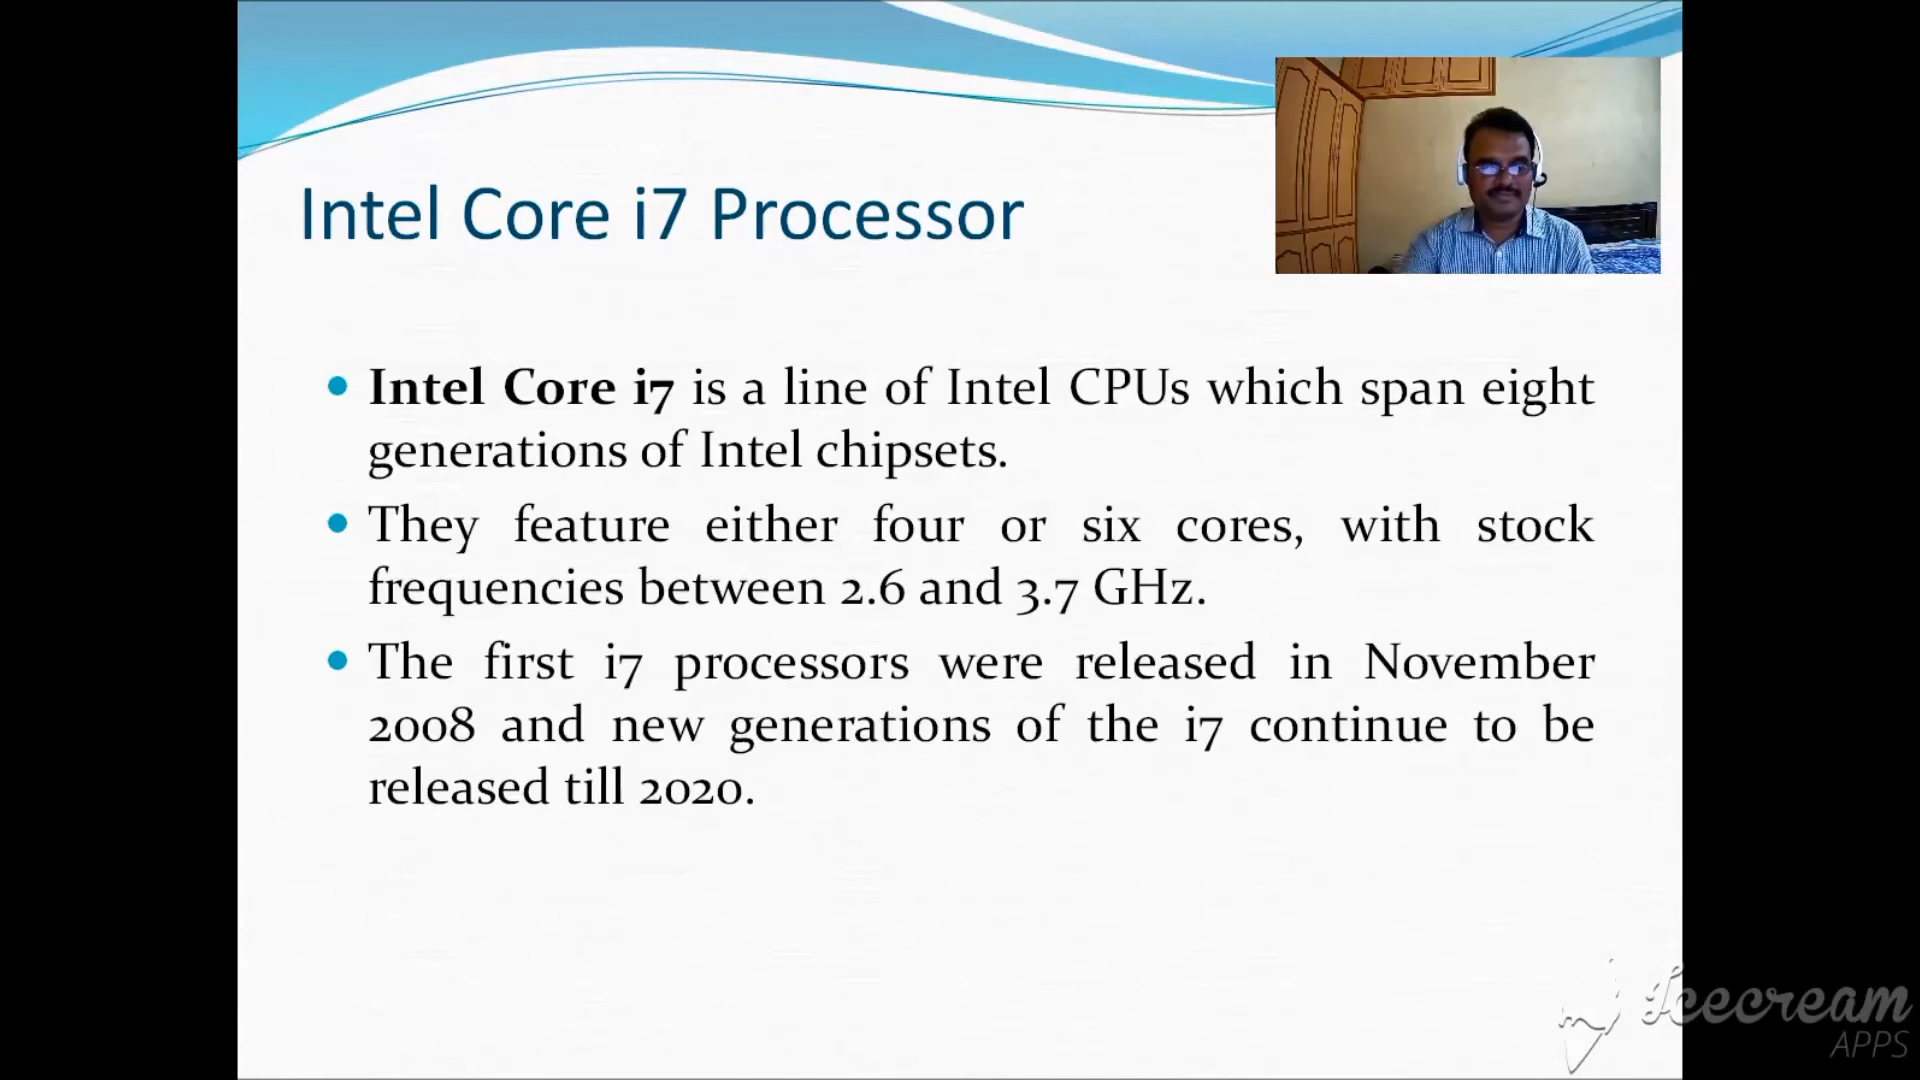 Intel Core i7 Processor
Intel Core i7 is a line of Intel CPUs which span eight
generations of Intel chipsets.
They feature either four or six cores, with stock
frequencies between 2.6 and 3.7 GHz.
The first i7 processors were released in November
2008 and new generations of the i7 continue to be
released till 2020.
Icecream
APPS